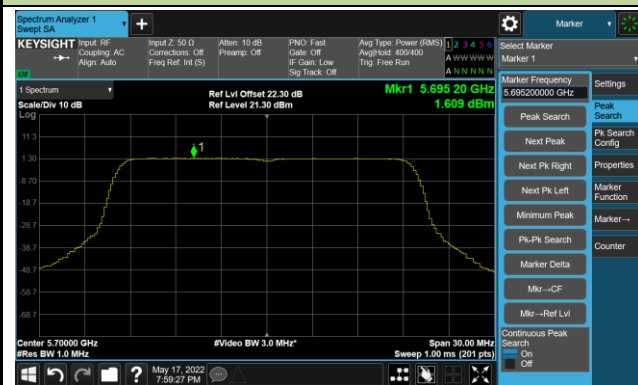 Spectrum Analyzer 1
Swept SA
Marker
KEYSIGHT
Input: RF
Coupling: AC
Align: Auto
Input Z: 50 Ω
Corrections: Off
Freq Ref: Int (S)
Atten: 10 dB
Preamp: Off
PNO: Fast
Gate: Off
IF Gain: Low
Sig Track: Off
Avg Type: Power (RMS)
Avg|Hold: 400/400
Trig: Free Run
1 2 3 4 5 6
A W W W W W
A N N N N N
LXI
Select Marker
Marker 1
1 Spectrum
Scale/Div 10 dB
Log
Ref Lvl Offset 22.30 dB
Ref Level 21.30 dBm
Mkr1 5.695 20 GHz
1.609 dBm
11.3
1.30
-8.70
-18.7
-28.7
-38.7
-48.7
-58.7
-68.7
1
Center 5.70000 GHz
#Res BW 1.0 MHz
#Video BW 3.0 MHz*
Span 30.00 MHz
Sweep 1.00 ms (201 pts)
Marker Frequency
5.695200000 GHz
Peak Search
Next Peak
Next Pk Right
Next Pk Left
Minimum Peak
Pk-Pk Search
Marker Delta
Mkr→CF
Mkr→Ref Lvl
Continuous Peak
Search
On
Off
Settings
Peak
Search
Pk Search
Config
Properties
Marker
Function
Marker→
Counter
?
May 17, 2022
7:59:27 PM